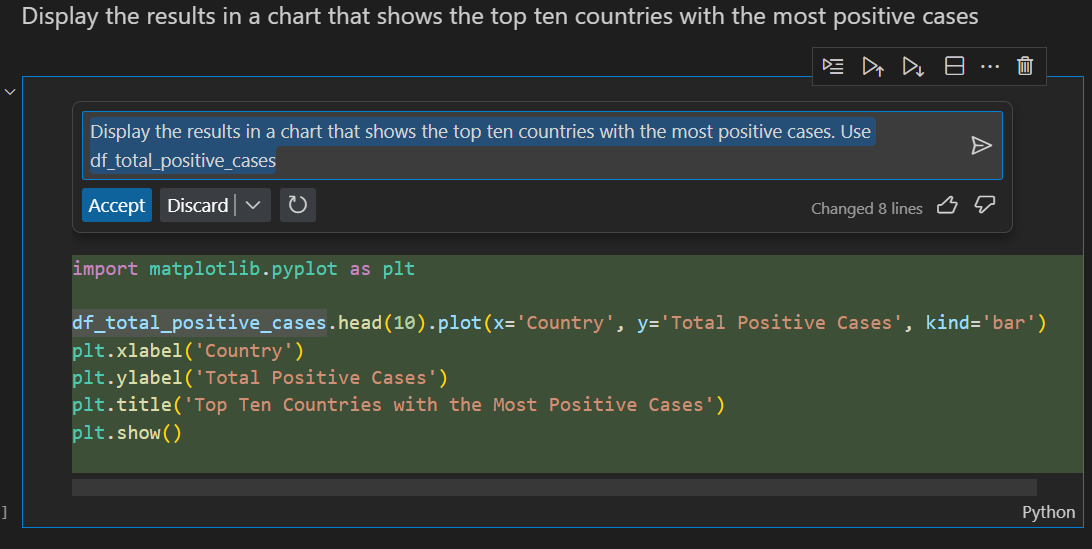 Display the results in a chart that shows the top ten countries with the most positive cases
Display the results in a chart that shows the top ten countries with the most positive cases. Use
df_total_positive_cases
Accept Discard Changed 8 lines
import matplotlib.pyplot as plt
df_total_positive_cases.head(10).plot(x='Country', y='Total Positive Cases', kind='bar')
plt.xlabel('Country')
plt.ylabel('Total Positive Cases')
plt.title('Top Ten Countries with the Most Positive Cases')
plt.show()
] Python